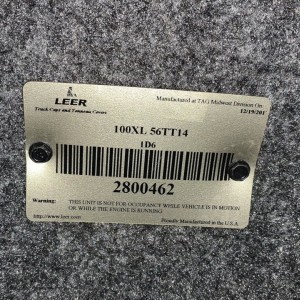 LEER
Truck Caps and Tonneau Covers
Manufactured at TAG Midwest Division On:
12/19/201
100XL 56TT14
1D6
2800462
Warning:
THIS UNIT IS NOT FOR OCCUPANCY WHILE VEHICLE IS IN MOTION
OR WHILE THE ENGINE IS RUNNING.
http://www.leer.com
Proudly Manufactured in the U.S.A.